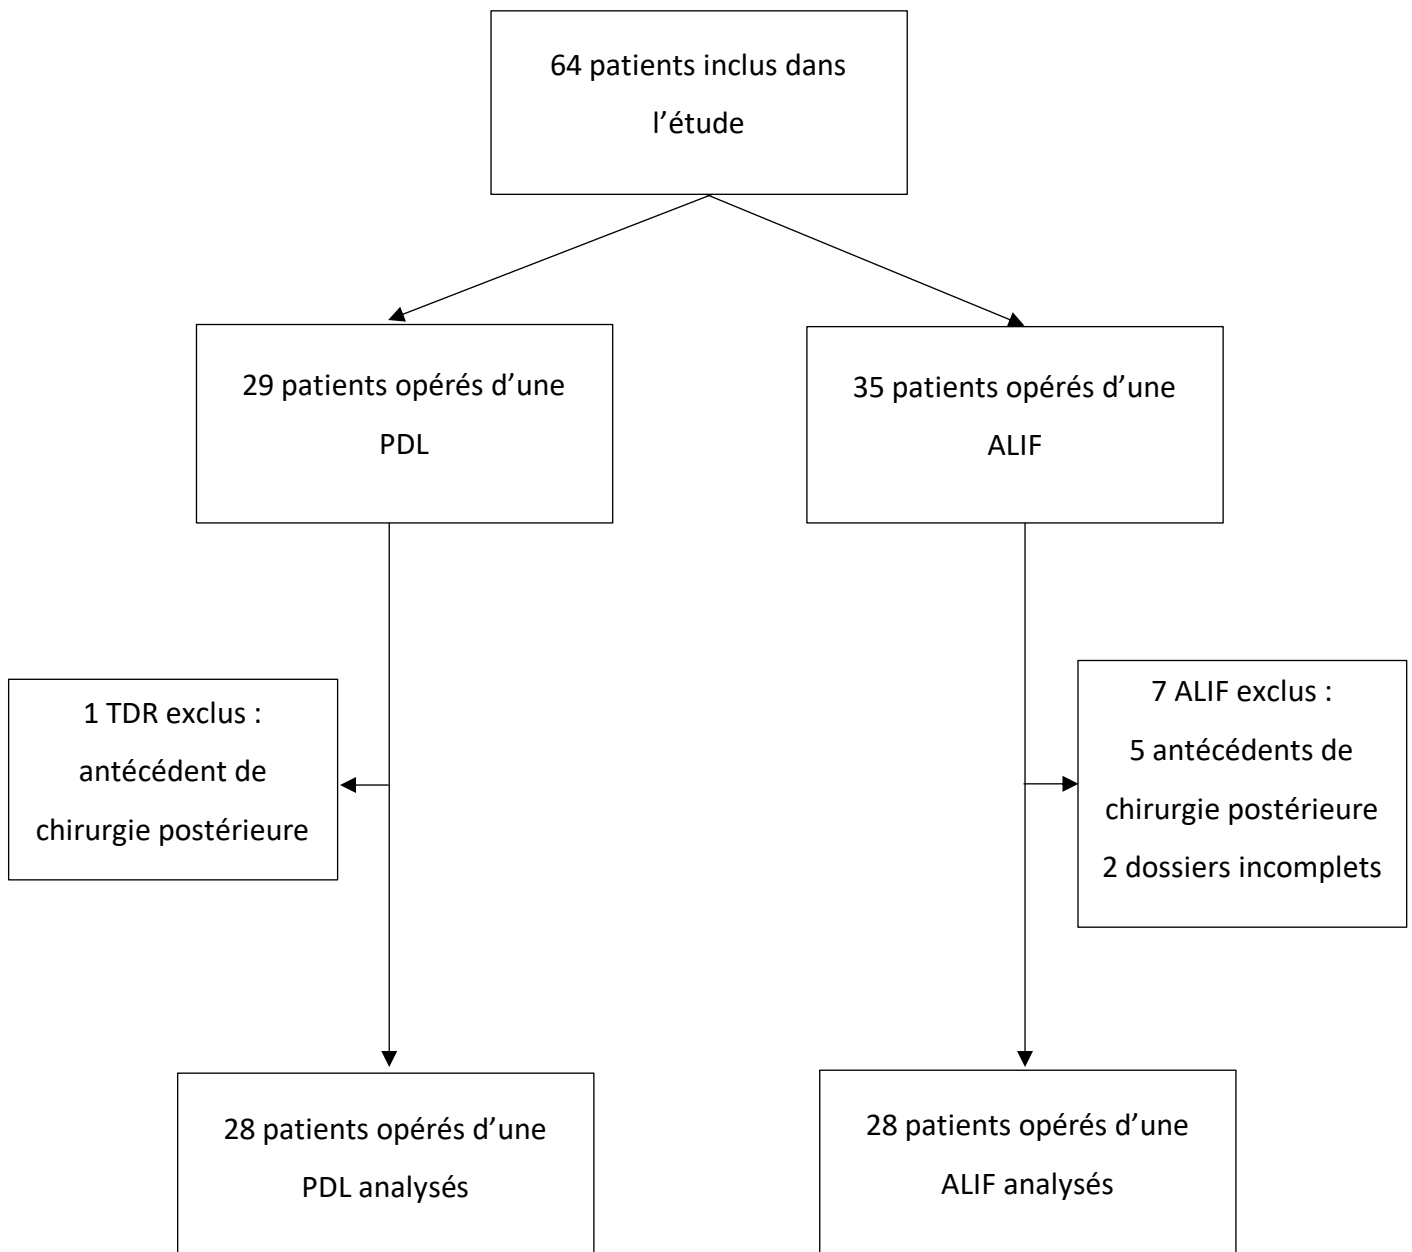 64 patients inclus dans
l’étude
29 patients opérés d’une
PDL
35 patients opérés d’une
ALIF
1 TDR exclus :
antécédent de
chirurgie postérieure
7 ALIF exclus :
5 antécédents de
chirurgie postérieure
2 dossiers incomplets
28 patients opérés d’une
PDL analysés
28 patients opérés d’une
ALIF analysés